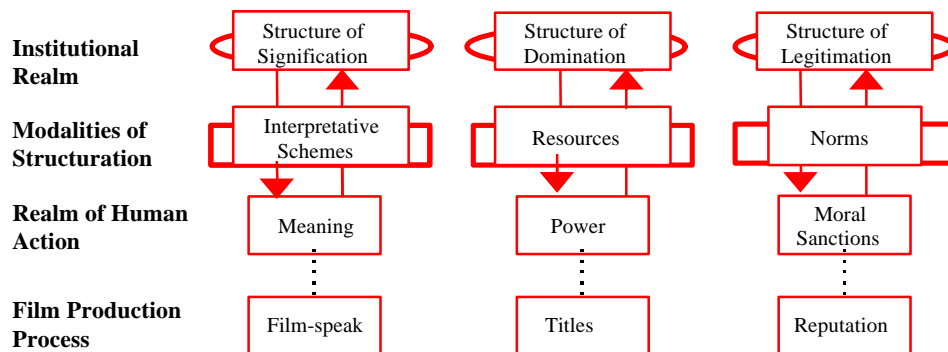 Institutional
Realm
Structure of
Signification
Structure of
Domination
Structure of
Legitimation
Modalities of
Structuration
Interpretative
Schemes
Resources
Norms
Realm of Human
Action
Meaning
Power
Moral
Sanctions
Film Production
Process
Film-speak
Titles
Reputation